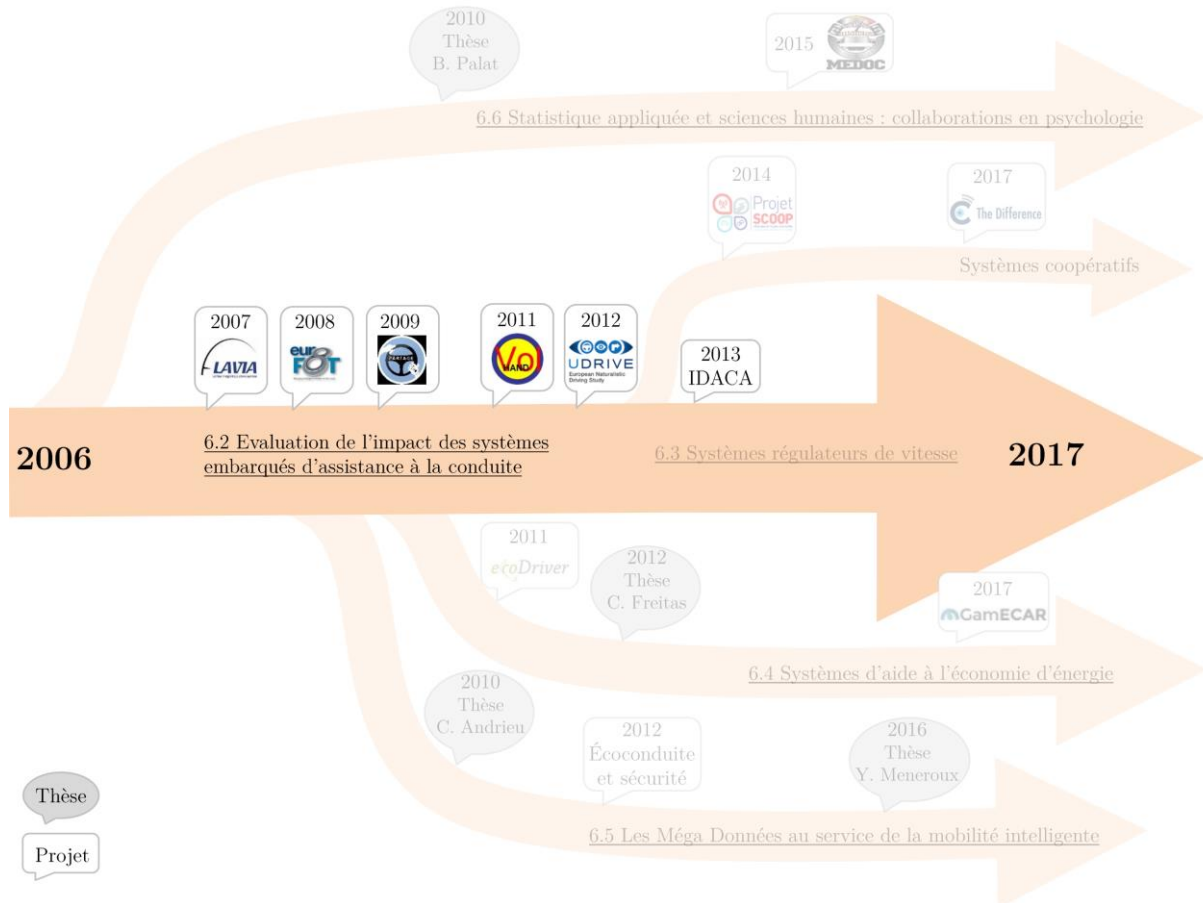 2010
Thèse
B. Palat
2015
MEDOC
6.6 Statistique appliquée et sciences humaines : collaborations en psychologie
2014
Projet
SCOOP
2017
The Difference
Systèmes coopératifs
2007
LAVIA
2008
euroF8T
2009
PARTAGE
2011
HAND
2012
UDRIVE
European Naturalistic
Driving Study
2013
IDACA
2006
6.2 Evaluation de l'impact des systèmes
embarqués d'assistance à la conduite
6.3 Systèmes régulateurs de vitesse
2017
2011
ecoDriver
2012
Thèse
C. Freitas
2017
GamECAR
6.4 Systèmes d'aide à l'économie d'énergie
2010
Thèse
C. Andrieu
2012
Écoconduite
et sécurité
2016
Thèse
Y. Meneroux
6.5 Les Méga Données au service de la mobilité intelligente
Thèse
Projet